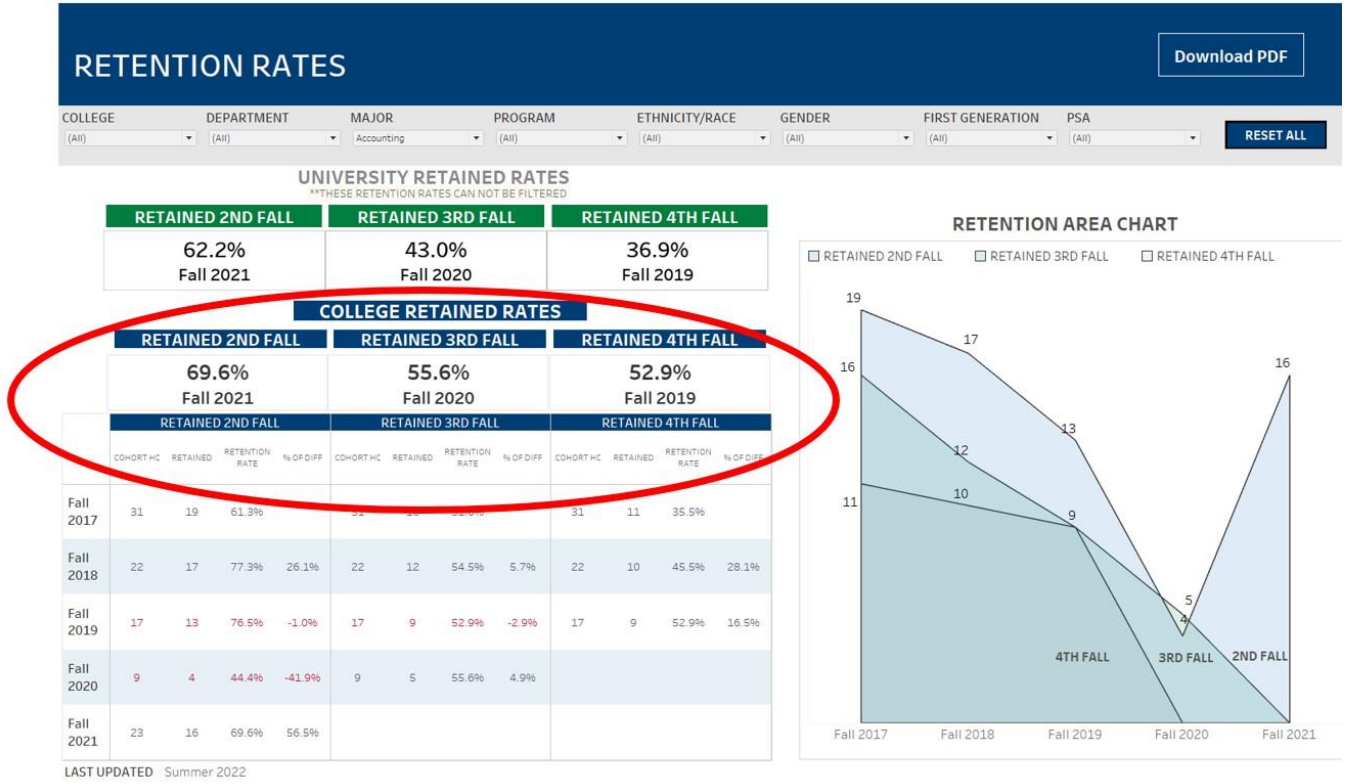 RETENTION RATES
Download PDF
COLLEGE DEPARTMENT MAJOR PROGRAM ETHNICITY/RACE GENDER FIRST GENERATION PSA
(All) (All) Accounting (All) (All) (All) (All) (All) RESET ALL
UNIVERSITY RETAINED RATES
**THESE RETENTION RATES CAN NOT BE FILTERED
RETAINED 2ND FALL RETAINED 3RD FALL RETAINED 4TH FALL
62.2% 43.0% 36.9%
Fall 2021 Fall 2020 Fall 2019
COLLEGE RETAINED RATES
RETAINED 2ND FALL RETAINED 3RD FALL RETAINED 4TH FALL
69.6% 55.6% 52.9%
Fall 2021 Fall 2020 Fall 2019
RETAINED 2ND FALL RETAINED 3RD FALL RETAINED 4TH FALL
COHORT HC RETAINED RETENTION RATE % OF DIFF COHORT HC RETAINED RETENTION RATE % OF DIFF COHORT HC RETAINED RETENTION RATE % OF DIFF
Fall 2017 31 19 61.3% 31 31 11 35.5%
Fall 2018 22 17 77.3% 26.1% 22 12 54.5% 5.7% 22 10 45.5% 28.1%
Fall 2019 17 13 76.5% -1.0% 17 9 52.9% -2.9% 17 9 52.9% 16.5%
Fall 2020 9 4 44.4% -41.9% 9 5 55.6% 4.9%
Fall 2021 23 16 69.6% 56.5%
LAST UPDATED Summer 2022
RETENTION AREA CHART
RETAINED 2ND FALL RETAINED 3RD FALL RETAINED 4TH FALL
19
17
16 16
13
12
10
11
9
5
4
4TH FALL 3RD FALL 2ND FALL
Fall 2017 Fall 2018 Fall 2019 Fall 2020 Fall 2021